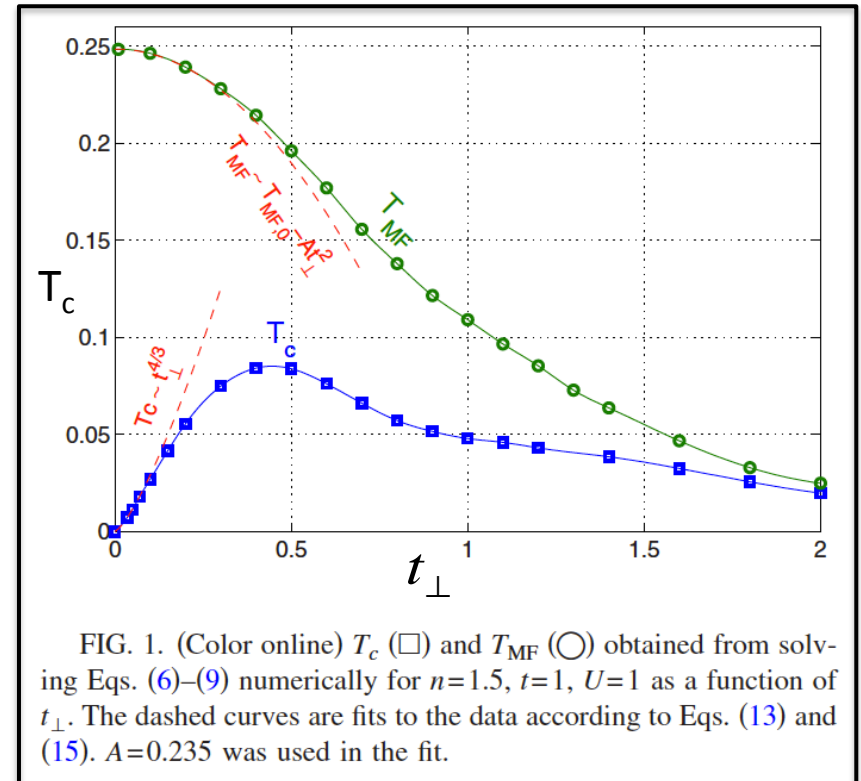 0.25
0.2
0.15
0.1
0.05
0
T_c
T_MF ~ T_MF,0 -At_⊥^2
T_MF
T_c
Tc ~ t_⊥^4/3
0 0.5 1 1.5 2
t_⊥
FIG. 1. (Color online) T_c (□) and T_MF (○) obtained from solv-
ing Eqs. (6)–(9) numerically for n=1.5, t=1, U=1 as a function of
t_⊥. The dashed curves are fits to the data according to Eqs. (13) and
(15). A=0.235 was used in the fit.